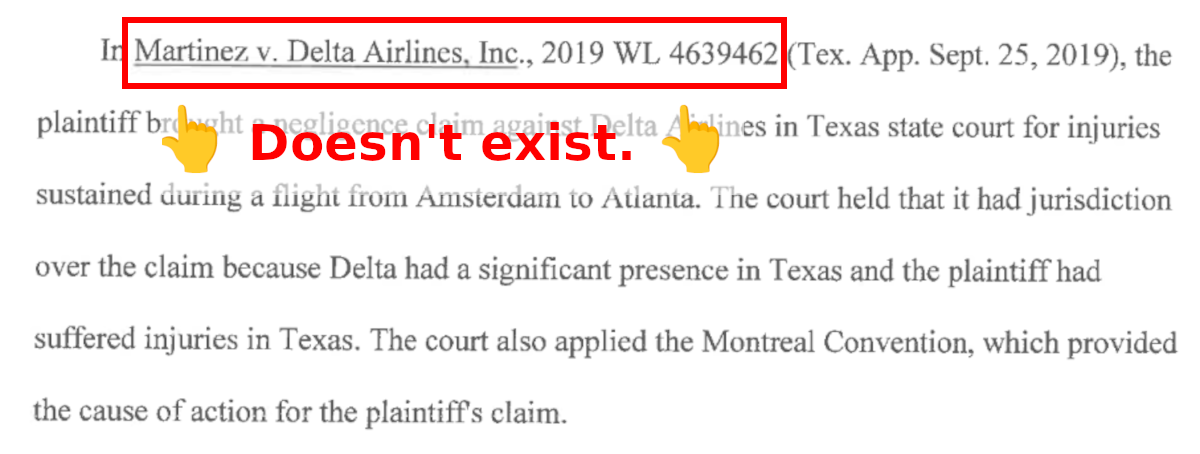 In Martinez v. Delta Airlines, Inc., 2019 WL 4639462 (Tex. App. Sept. 25, 2019), the
plaintiff brought a negligence claim against Delta Airlines in Texas state court for injuries
Doesn't exist.
sustained during a flight from Amsterdam to Atlanta. The court held that it had jurisdiction
over the claim because Delta had a significant presence in Texas and the plaintiff had
suffered injuries in Texas. The court also applied the Montreal Convention, which provided
the cause of action for the plaintiff's claim.